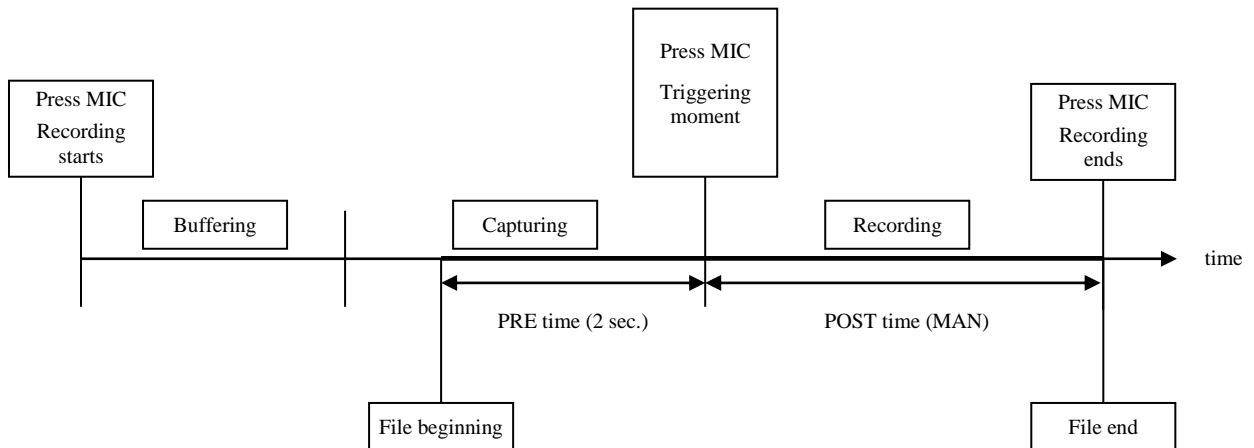 Press MIC
Recording
starts
Press MIC
Triggering
moment
Press MIC
Recording
ends
Buffering
Capturing
Recording
time
PRE time (2 sec.)
POST time (MAN)
File beginning
File end